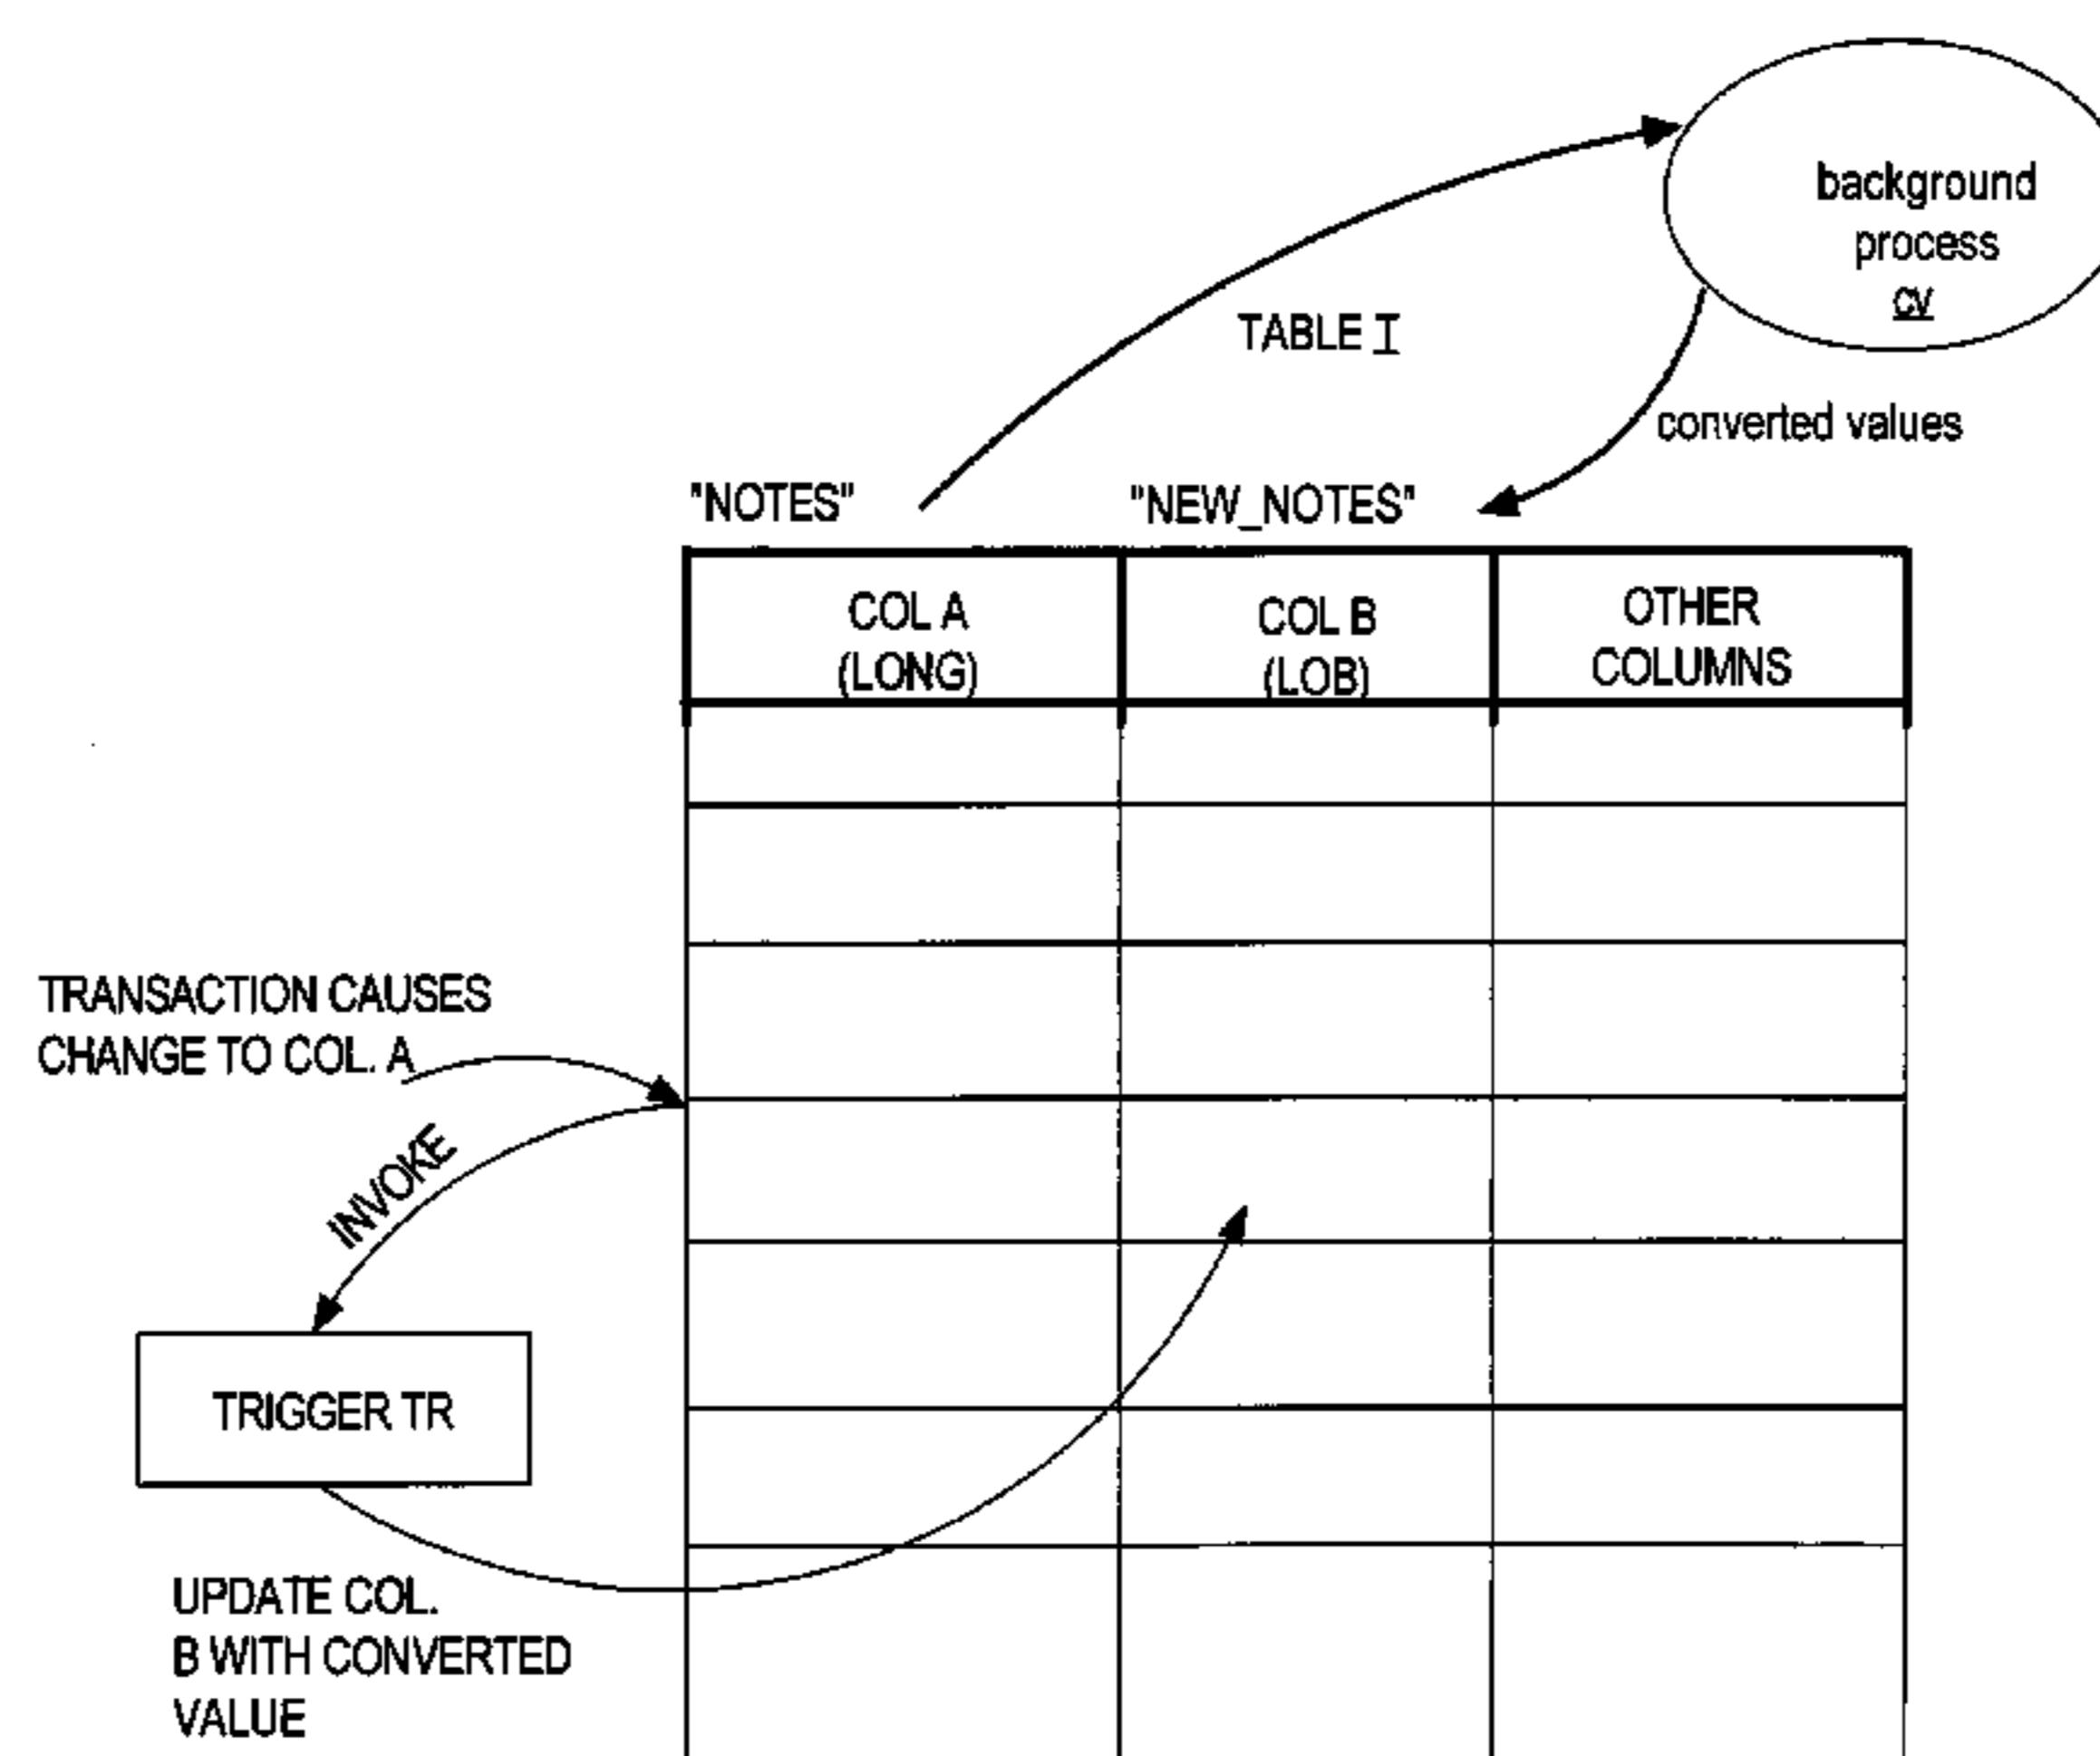 background
process
cv
TABLE I
converted values
"NOTES"
"NEW_NOTES"
COL A
(LONG)
COL B
(LOB)
OTHER
COLUMNS
TRANSACTION CAUSES
CHANGE TO COL. A
INVOKE
TRIGGER TR
UPDATE COL.
B WITH CONVERTED
VALUE